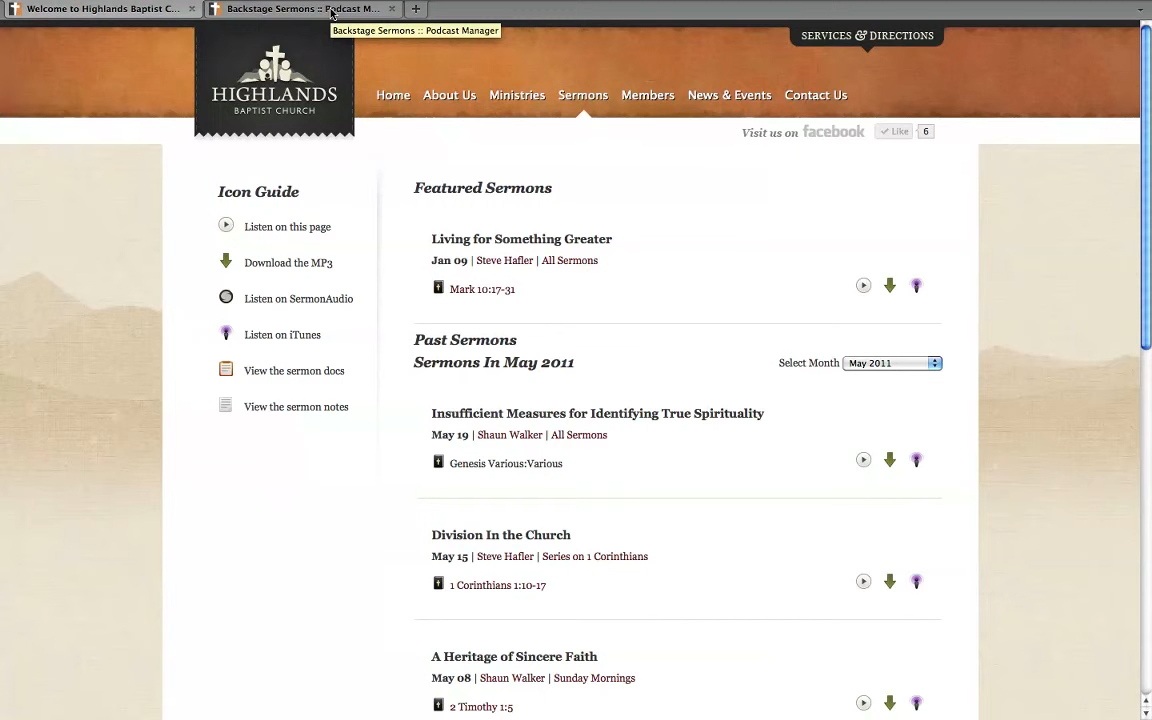 Welcome to Highlands Baptist C...
Backstage Sermons :: Podcast M...
Backstage Sermons :: Podcast Manager
SERVICES & DIRECTIONS
HIGHLANDS
BAPTIST CHURCH
Home About Us Ministries Sermons Members News & Events Contact Us
Visit us on facebook Like 6
Icon Guide
Listen on this page
Download the MP3
Listen on SermonAudio
Listen on iTunes
View the sermon docs
View the sermon notes
Featured Sermons
Living for Something Greater
Jan 09 | Steve Hafler | All Sermons
Mark 10:17-31
Past Sermons
Sermons In May 2011
Select Month May 2011
Insufficient Measures for Identifying True Spirituality
May 19 | Shaun Walker | All Sermons
Genesis Various:Various
Division In the Church
May 15 | Steve Hafler | Series on 1 Corinthians
1 Corinthians 1:10-17
A Heritage of Sincere Faith
May 08 | Shaun Walker | Sunday Mornings
2 Timothy 1:5